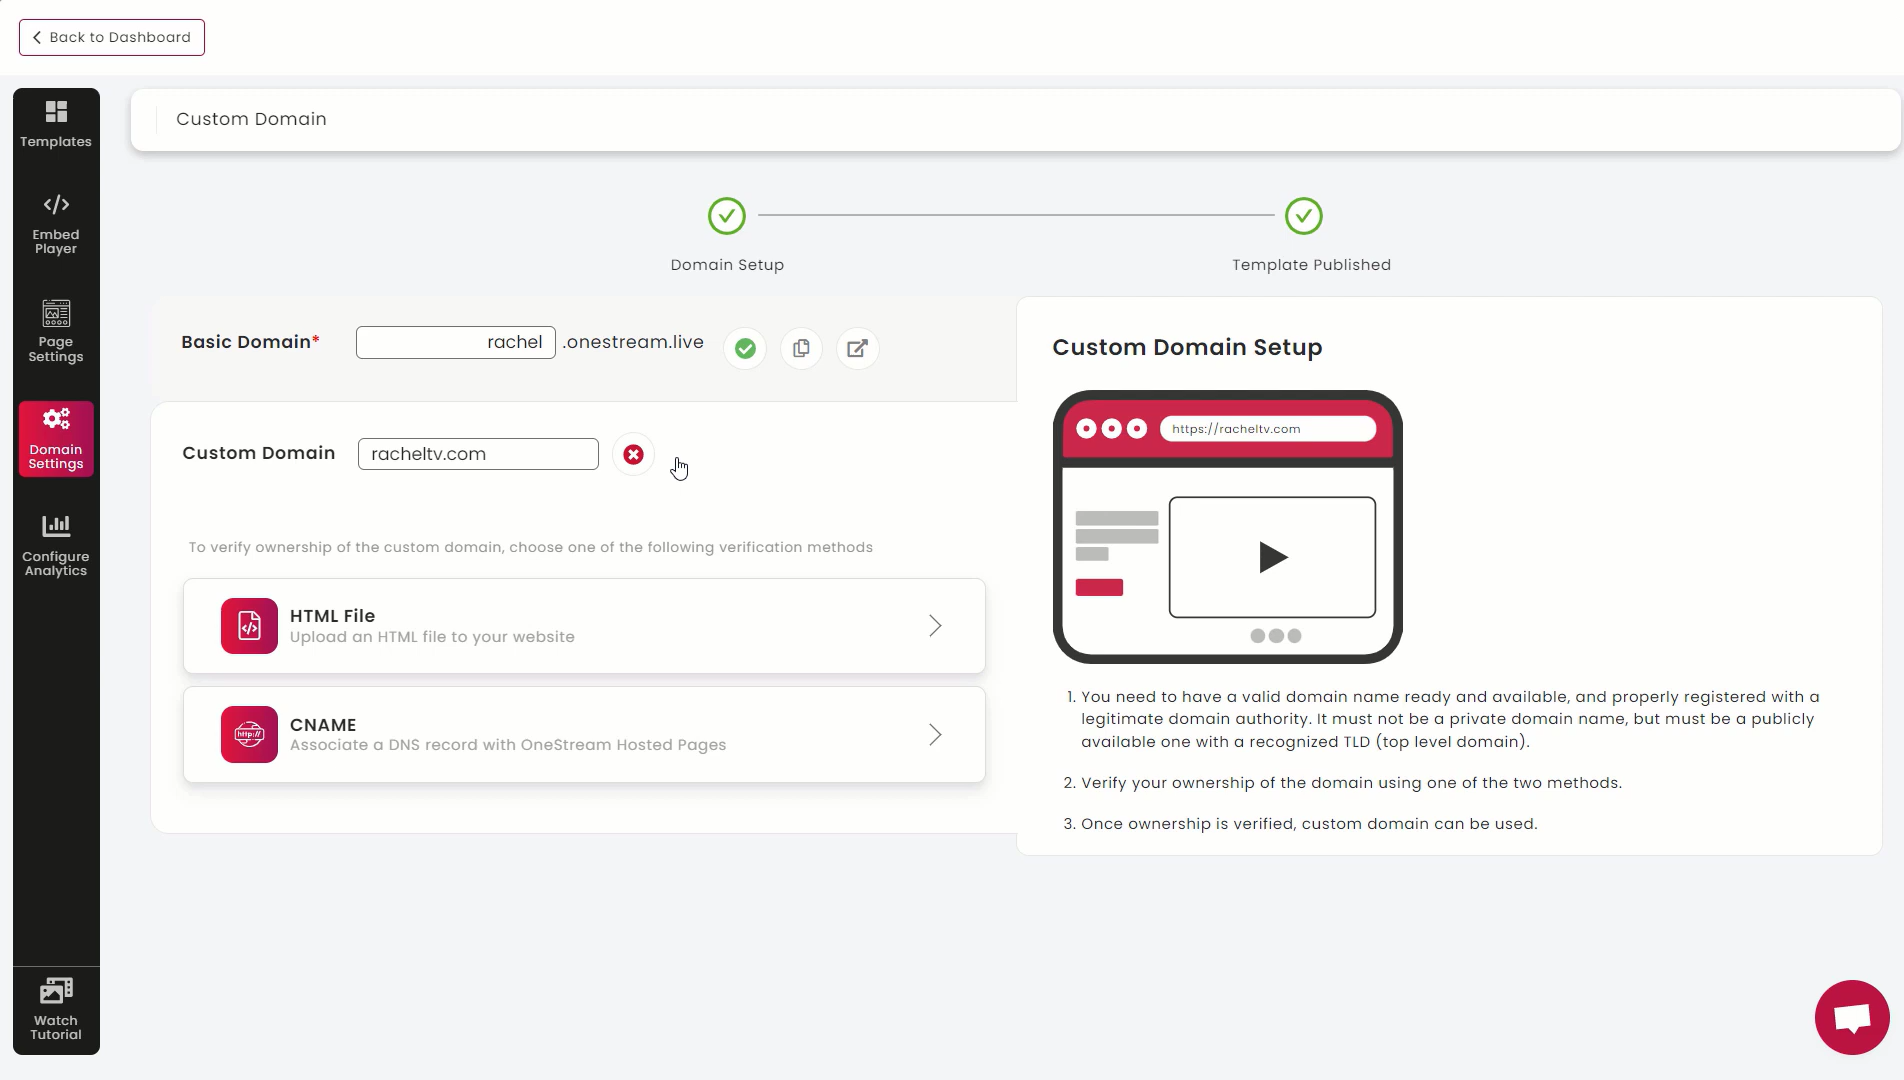 Back to Dashboard
Templates
Embed
Player
Page
Settings
Domain
Settings
Configure
Analytics
Watch
Tutorial
Custom Domain
Domain Setup
Template Published
Basic Domain*
rachel
.onestream.live
Custom Domain
racheltv.com
To verify ownership of the custom domain, choose one of the following verification methods
HTML File
Upload an HTML file to your website
http://
CNAME
Associate a DNS record with OneStream Hosted Pages
Custom Domain Setup
https://racheltv.com
1. You need to have a valid domain name ready and available, and properly registered with a
legitimate domain authority. It must not be a private domain name, but must be a publicly
available one with a recognized TLD (top level domain).
2. Verify your ownership of the domain using one of the two methods.
3. Once ownership is verified, custom domain can be used.